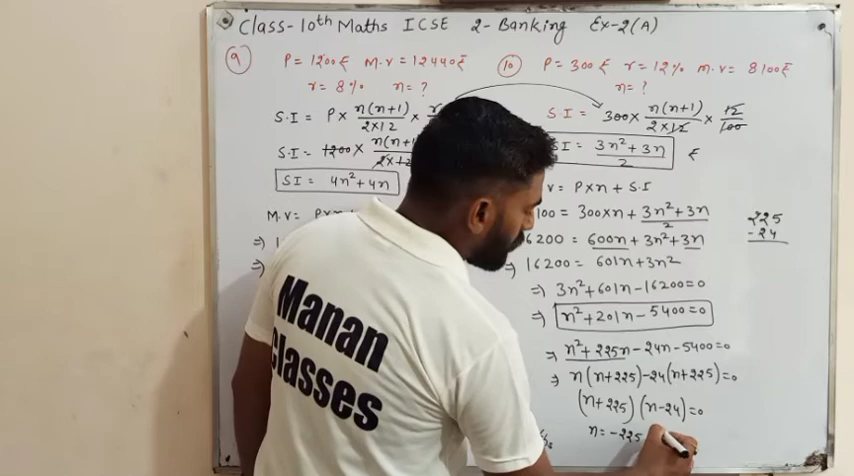 Class-10th Maths ICSE 2-Banking Ex-2(A)
9 P = 1200₹ M.V = 12440₹
r = 8% n = ?
S.I = P × n(n+1)/2×12 ×
S.I = 1200 × n(n+1)/2×12
SI = 4n²+4n
M.V =
⇒
⇒
10 P = 300₹ r = 12% M.V = 8100₹
n = ?
S.I = 300 × n(n+1)/2×12 × 12/100
SI = 3n²+3n/2 ₹
V = P×n + S.I
100 = 300×n + 3n²+3n/2
6200 = 600n + 3n²+3n
⇒ 16200 = 601n+3n²
⇒ 3n²+601n-16200=0
⇒ n²+201n-5400=0
⇒ n²+225n-24n-5400=0
⇒ n(n+225)-24(n+225)=0
(n+225)(n-24)=0
n=-225
225
-24
Manan
Classes